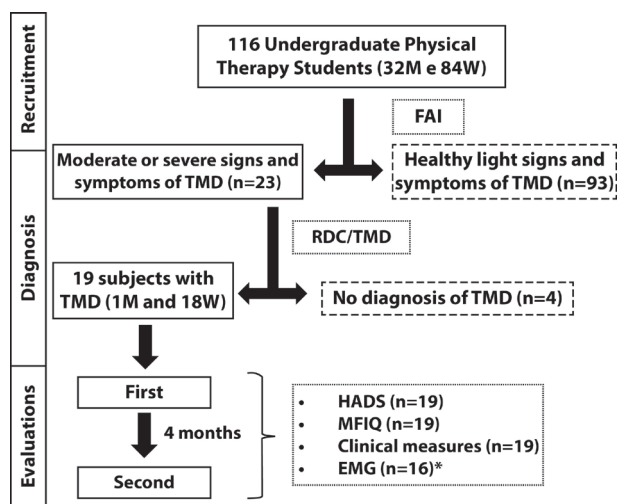 Recruitment
116 Undergraduate Physical
Therapy Students (32M e 84W)
FAI
Diagnosis
Moderate or severe signs and
symptoms of TMD (n=23)
Healthy light signs and
symptoms of TMD (n=93)
RDC/TMD
19 subjects with
TMD (1M and 18W)
No diagnosis of TMD (n=4)
Evaluations
First
4 months
Second
• HADS (n=19)
• MFIQ (n=19)
• Clinical measures (n=19)
• EMG (n=16)*